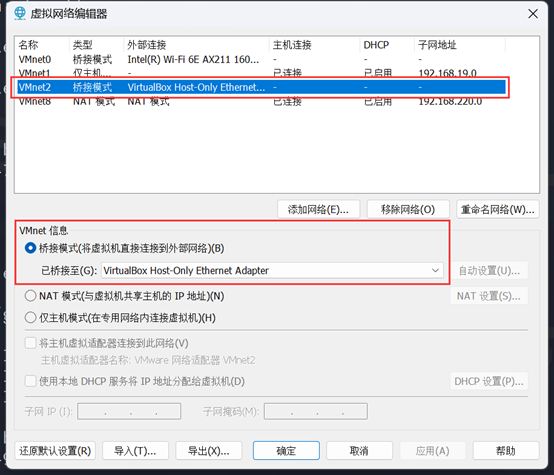 虚拟网络编辑器
名称 类型 外部连接 主机连接 DHCP 子网地址
VMnet0 桥接模式 Intel(R) Wi-Fi 6E AX211 160... - - -
VMnet1 仅主机... - 已连接 已启用 192.168.19.0
VMnet2 桥接模式 VirtualBox Host-Only Ethernet... - - -
VMnet8 NAT 模式 NAT 模式 已连接 已启用 192.168.220.0
添加网络(E)... 移除网络(O) 重命名网络(W)...
VMnet 信息
桥接模式(将虚拟机直接连接到外部网络)(B)
已桥接至(G): VirtualBox Host-Only Ethernet Adapter 自动设置(U)...
NAT 模式(与虚拟机共享主机的 IP 地址)(N) NAT 设置(S)...
仅主机模式(在专用网络内连接虚拟机)(H)
将主机虚拟适配器连接到此网络(V)
主机虚拟适配器名称: VMware 网络适配器 VMnet2
使用本地 DHCP 服务将 IP 地址分配给虚拟机(D) DHCP 设置(P)...
子网 IP (I): . . . 子网掩码(M): . . .
还原默认设置(R) 导入(T)... 导出(X)... 确定 取消 应用(A) 帮助